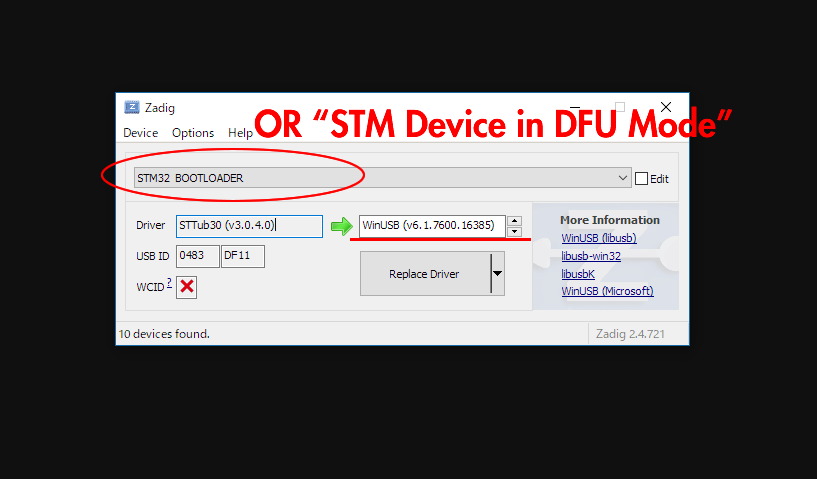 Zadig
OR “STM Device in DFU Mode”
Device Options Help
STM32 BOOTLOADER
Edit
Driver STTub30 (v3.0.4.0) WinUSB (v6.1.7600.16385)
USB ID 0483 DF11
WCID ?
Replace Driver
More Information
WinUSB (libusb)
libusb-win32
libusbK
WinUSB (Microsoft)
10 devices found.
Zadig 2.4.721